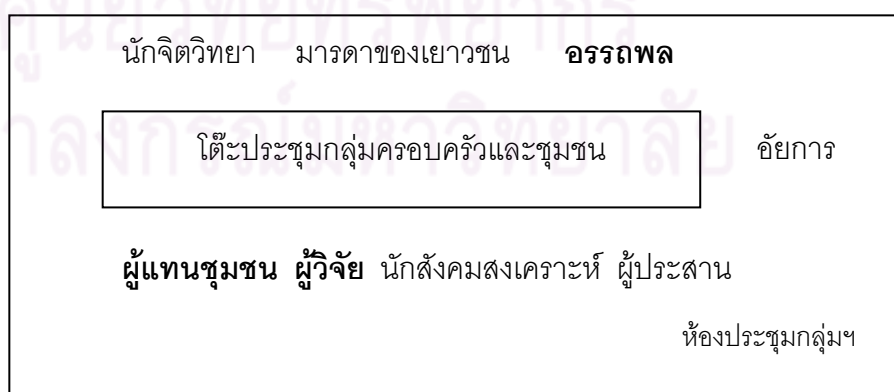 นักจิตวิทยา มารดาของเยาวชน อรรถพล
โต๊ะประชุมกลุ่มครอบครัวและชุมชน อัยการ
ผู้แทนชุมชน ผู้วิจัย นักสังคมสงเคราะห์ ผู้ประสาน
ห้องประชุมกลุ่มฯ